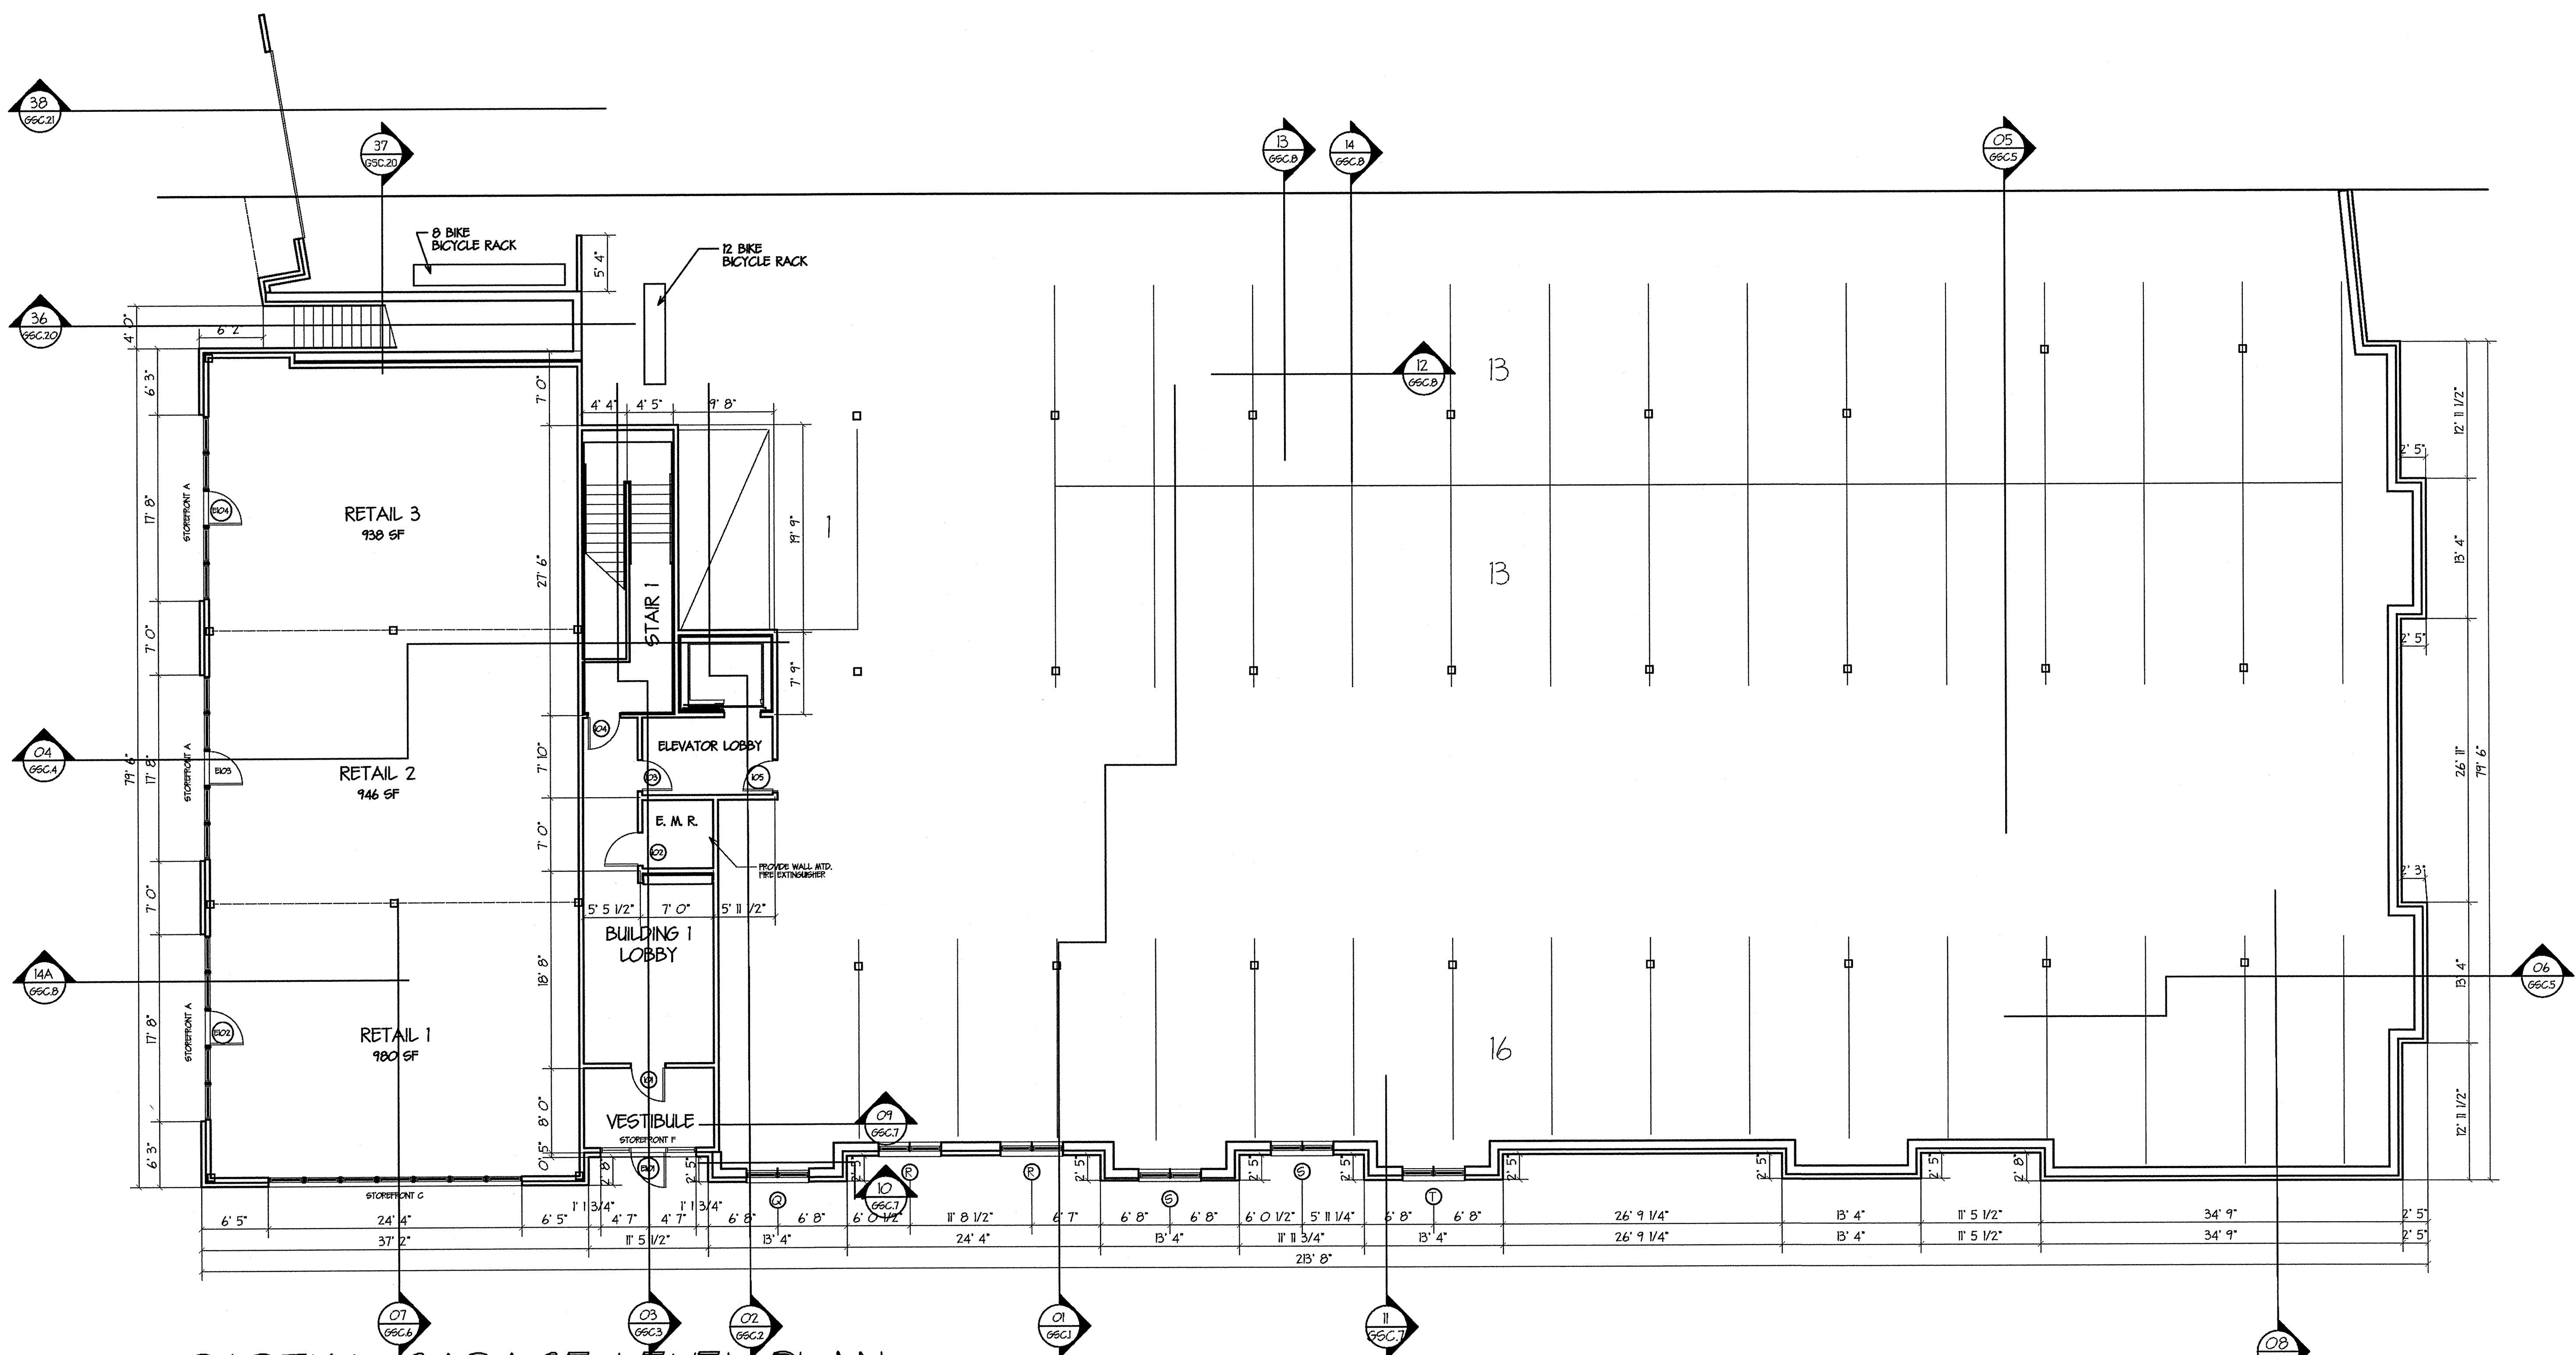 38
GSC.21
37
GSC.20
13
GSC.8
14
GSC.8
05
GSC.5
8 BIKE
BICYCLE RACK
12 BIKE
BICYCLE RACK
5' 4"
36
GSC.20
4' 0"
6' 2"
6' 3"
7' 0"
4' 4"
4' 5"
9' 8"
12
GSC.8
13
12' 11 1/2"
2' 5"
STOREFRONT A
17' 8"
E104
RETAIL 3
938 SF
27' 6"
19' 9"
1
13
13' 4"
STAIR 1
7' 0"
7' 9"
2' 5"
04
GSC.4
79' 6"
17' 8"
STOREFRONT A
E103
RETAIL 2
946 SF
104
7' 10"
ELEVATOR LOBBY
103
105
26' 11"
79' 6"
7' 0"
E. M. R.
102
PROVIDE WALL MTD.
FIRE EXTINGUISHER
7' 0"
2' 3"
5' 5 1/2"
7' 0"
5' 11 1/2"
BUILDING 1
LOBBY
14A
GSC.8
18' 8"
13' 4"
06
GSC.5
17' 8"
STOREFRONT A
E102
RETAIL 1
980 SF
16
101
8' 0"
VESTIBULE
STOREFRONT F
09
GSC.7
12' 11 1/2"
6' 3"
0' 5"
E101
2' 8"
2' 5"
2' 5"
R
R
2' 5"
2' 5"
S
2' 5"
2' 5"
2' 5"
2' 5"
2' 8"
STOREFRONT C
Q
10
GSC.7
S
T
1' 1 3/4"
1' 1 3/4"
6' 5"
24' 4"
6' 5"
4' 7"
4' 7"
6' 8"
6' 8"
6' 0 1/2"
11' 8 1/2"
6' 7"
6' 8"
6' 8"
6' 0 1/2"
5' 11 1/4"
6' 8"
6' 8"
26' 9 1/4"
13' 4"
11' 5 1/2"
34' 9"
2' 5"
37' 2"
11' 5 1/2"
13' 4"
24' 4"
13' 4"
11' 11 3/4"
13' 4"
26' 9 1/4"
13' 4"
11' 5 1/2"
34' 9"
2' 5"
213' 8"
07
GSC.6
03
GSC.3
02
GSC.2
01
GSC.1
11
GSC.7
08
PARTIAL GARAGE LEVEL PLAN